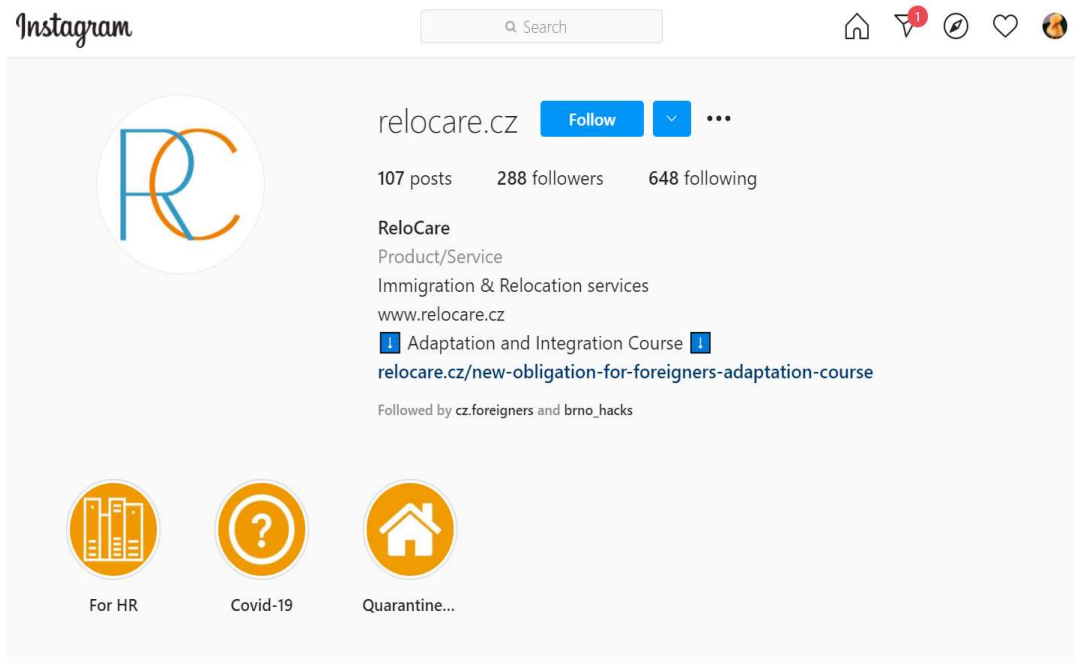 Instagram
Search
1
RC
relocare.cz Follow
107 posts 288 followers 648 following
ReloCare
Product/Service
Immigration & Relocation services
www.relocare.cz
⬇️ Adaptation and Integration Course ⬇️
relocare.cz/new-obligation-for-foreigners-adaptation-course
Followed by cz.foreigners and brno_hacks
?
For HR Covid-19 Quarantine...